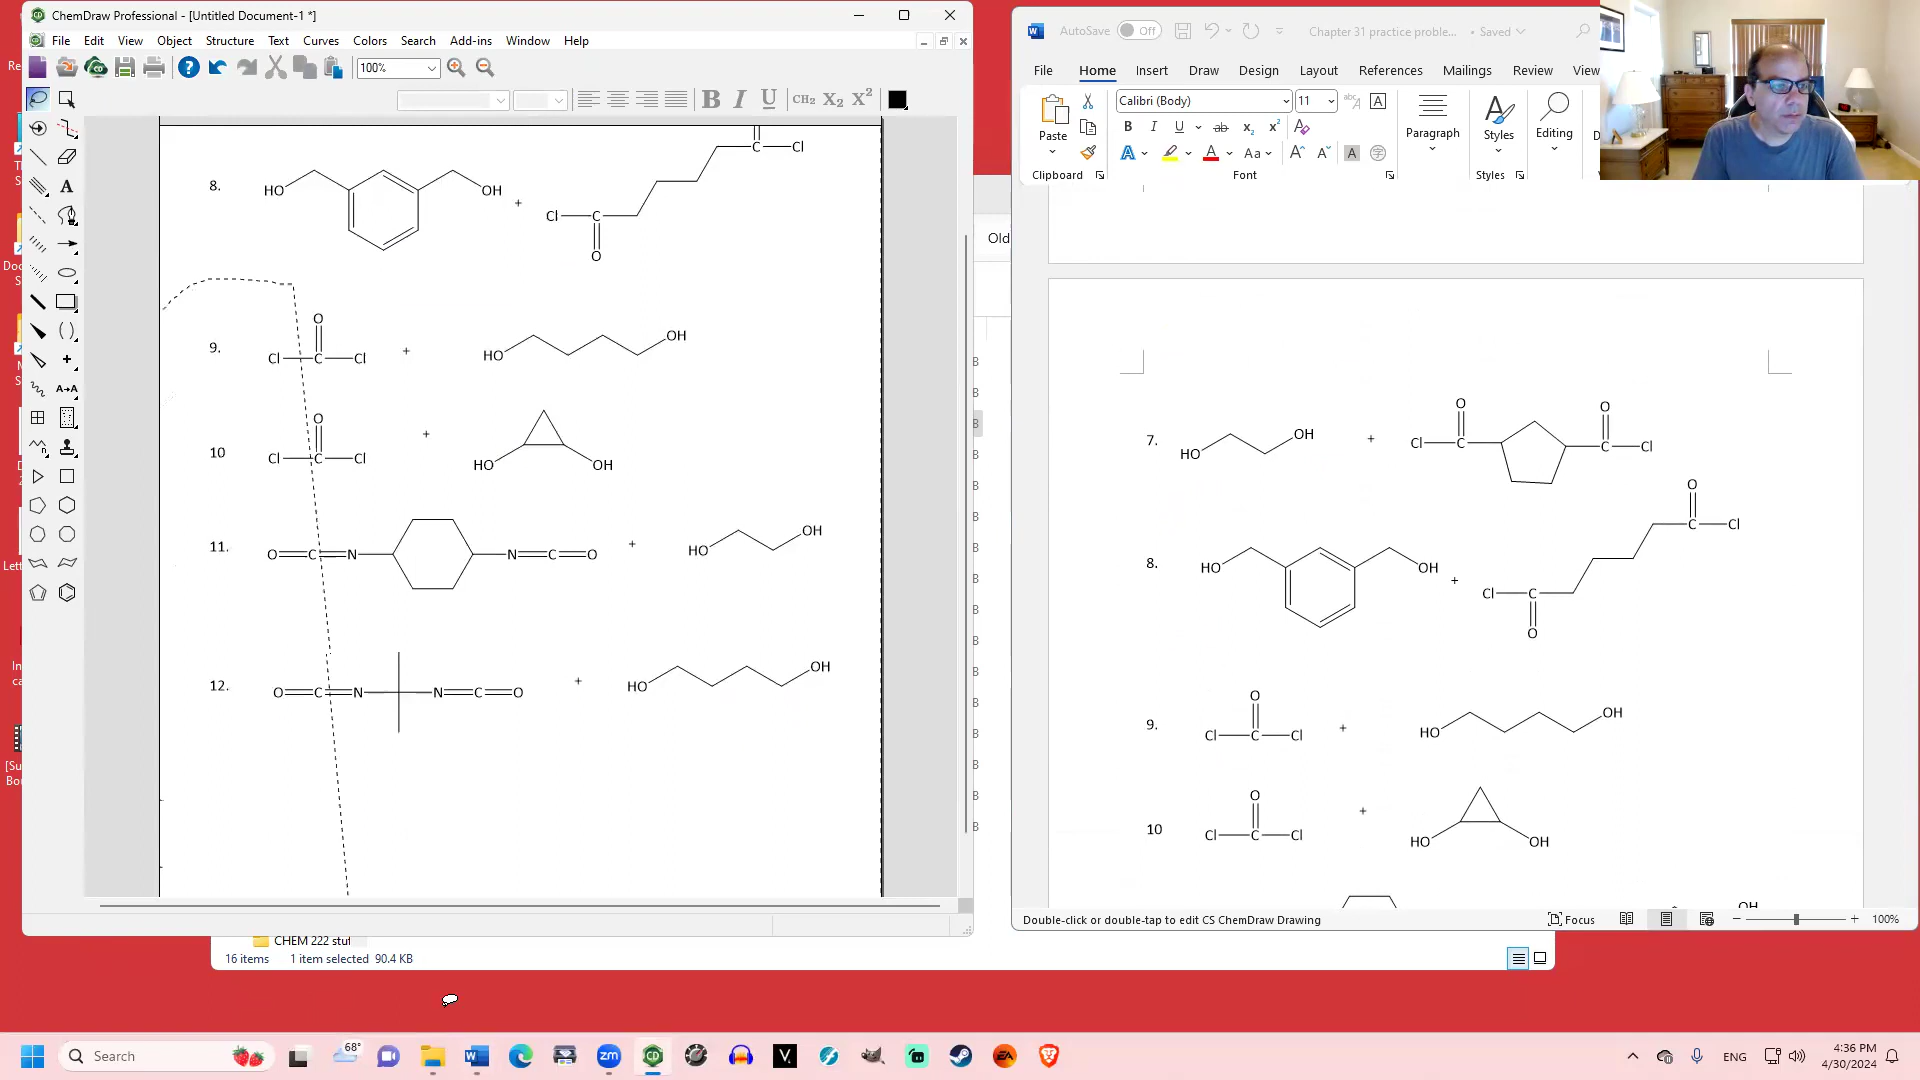 ChemDraw Professional - [Untitled Document-1 *]
File Edit View Object Structure Text Curves Colors Search Add-ins Window Help
100%
B I U CH2 X2 X2
A
8. HO OH + Cl C O C Cl
9. Cl C O Cl + HO OH
10 Cl C O Cl + HO OH
11. O C N N C O + HO OH
12. O C N N C O + HO OH
AutoSave Off Chapter 31 practice proble... • Saved
File Home Insert Draw Design Layout References Mailings Review View
Paste Calibri (Body) 11 Paragraph Styles Editing
Clipboard Font Styles
Old
7. HO OH + Cl C O C O Cl
8. HO OH + Cl C O C O Cl
9. Cl C O Cl + HO OH
10 Cl C O Cl + HO OH
OH
Double-click or double-tap to edit CS ChemDraw Drawing
Focus
100%
CHEM 222 stuf
16 items 1 item selected 90.4 KB
Search
68°
ENG
4:36 PM
4/30/2024